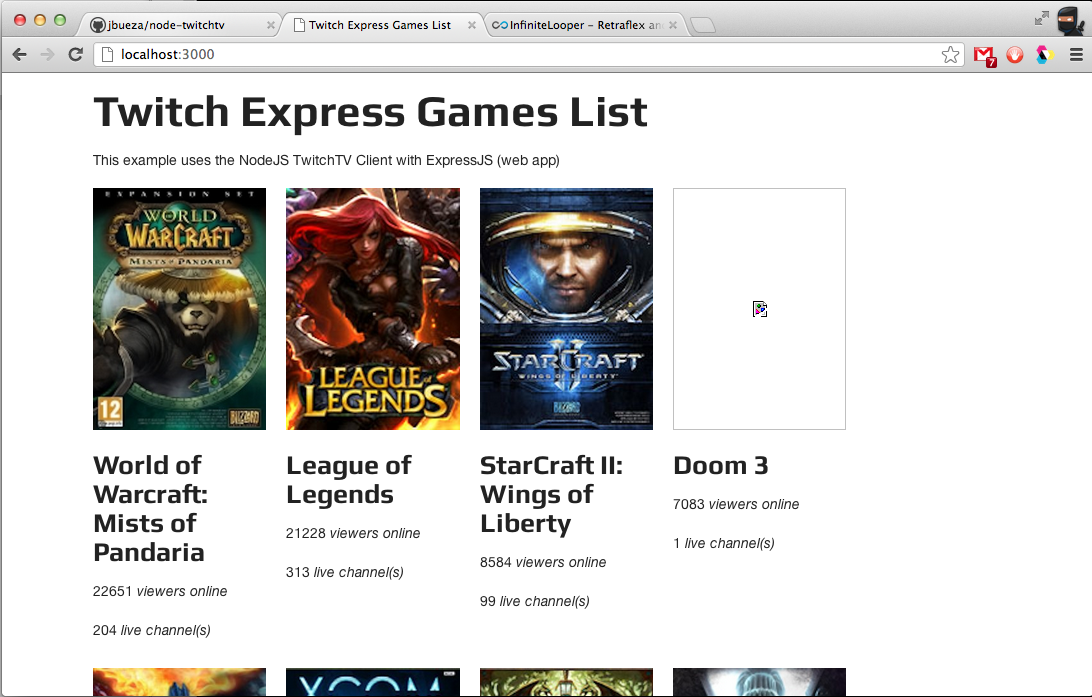 jbueza/node-twitchtv
Twitch Express Games List
InfiniteLooper – Retraflex an
localhost:3000
7
Twitch Express Games List
This example uses the NodeJS TwitchTV Client with ExpressJS (web app)
EXPANSION SET
WORLD
OF
WARCRAFT
MISTS OF PANDARIA
12
BLIZZARD
LEAGUE of
LEGENDS
STARCRAFT
II
WINGS OF LIBERTY
BLIZZARD
World of
Warcraft:
Mists of
Pandaria
22651 viewers online
204 live channel(s)
League of
Legends
21228 viewers online
313 live channel(s)
StarCraft II:
Wings of
Liberty
8584 viewers online
99 live channel(s)
Doom 3
7083 viewers online
1 live channel(s)
XCOM